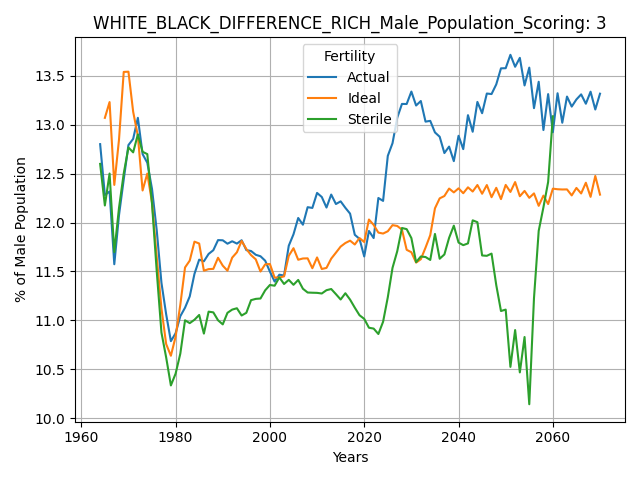 WHITE_BLACK_DIFFERENCE_RICH_Male_Population_Scoring: 3
Fertility
Actual
Ideal
Sterile
% of Male Population
13.5
13.0
12.5
12.0
11.5
11.0
10.5
10.0
1960 1980 2000 2020 2040 2060
Years